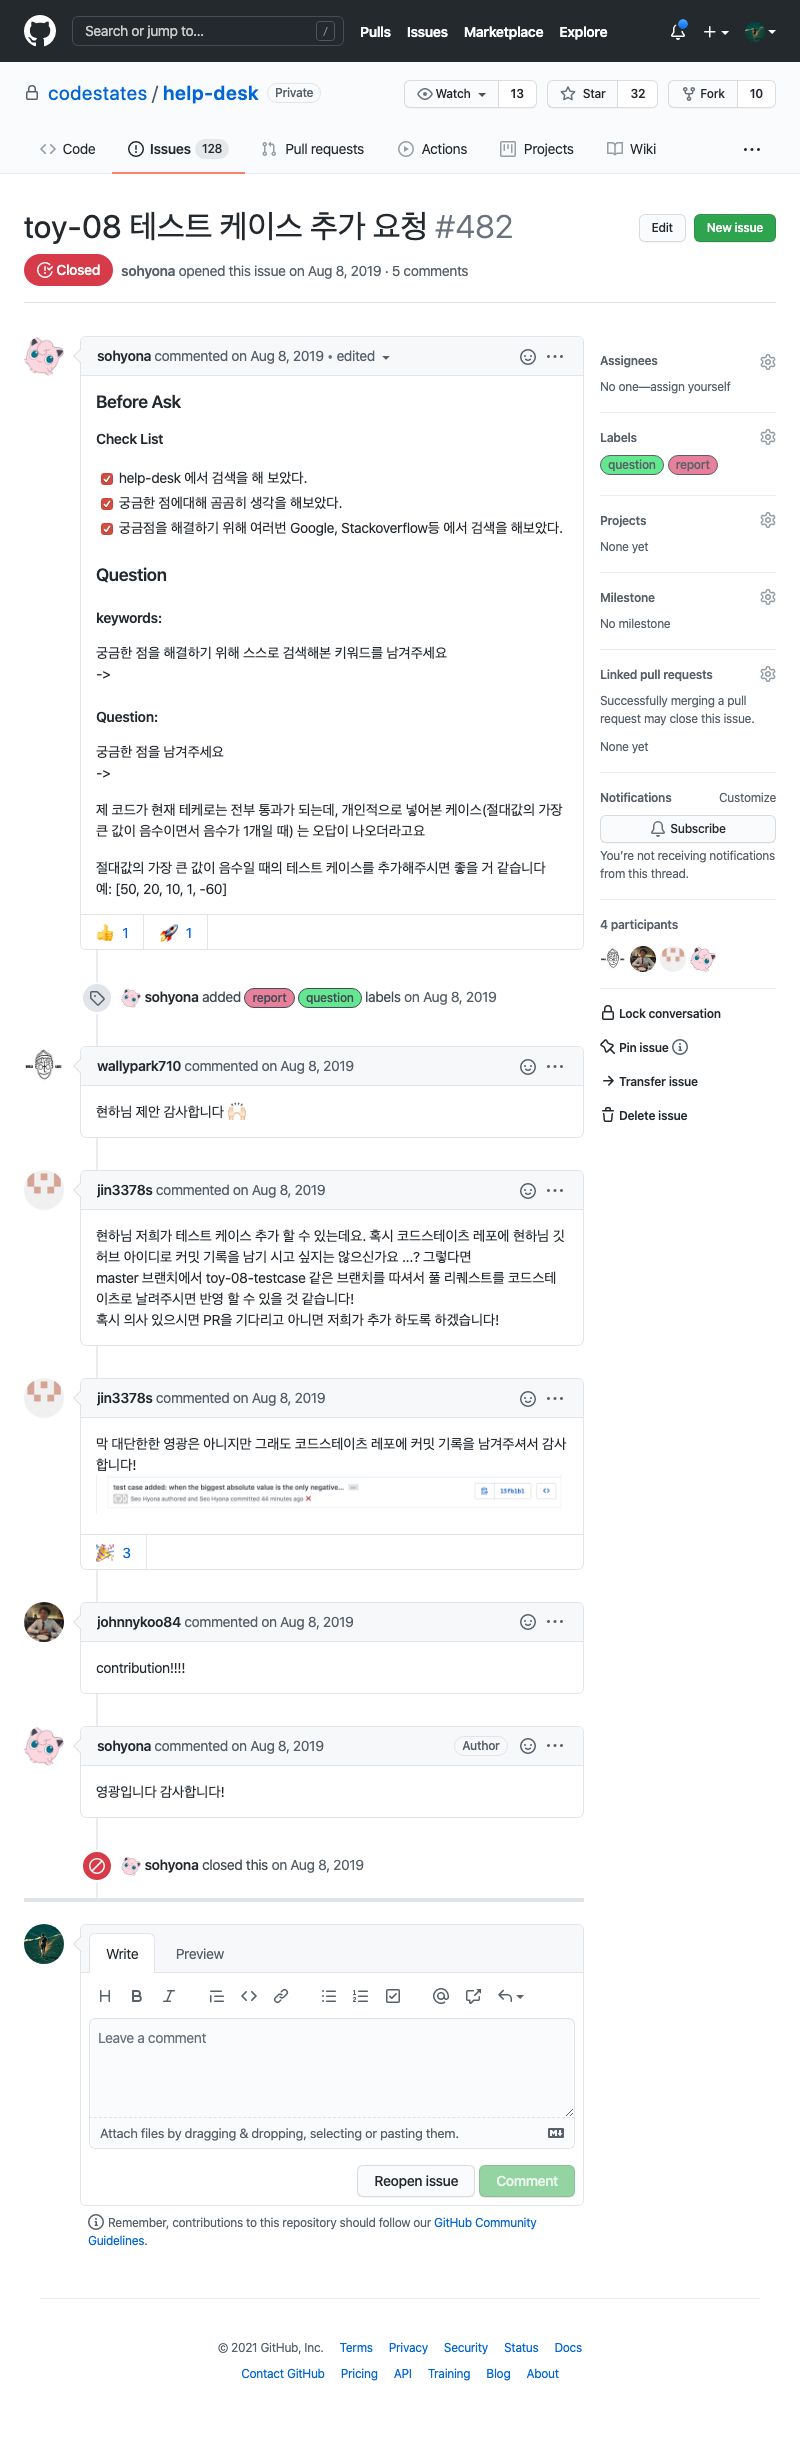 Search or jump to... /
Pulls Issues Marketplace Explore
codestates / help-desk Private
Watch 13 Star 32 Fork 10
Code Issues 128 Pull requests Actions Projects Wiki ...
toy-08 테스트 케이스 추가 요청 #482
Edit New issue
Closed sohyona opened this issue on Aug 8, 2019 · 5 comments
sohyona commented on Aug 8, 2019 • edited
Before Ask
Check List
help-desk 에서 검색을 해 보았다.
궁금한 점에대해 곰곰히 생각을 해보았다.
궁금점을 해결하기 위해 여러번 Google, Stackoverflow등 에서 검색을 해보았다.
Question
keywords:
궁금한 점을 해결하기 위해 스스로 검색해본 키워드를 남겨주세요
->
Question:
궁금한 점을 남겨주세요
->
제 코드가 현재 테케로는 전부 통과가 되는데, 개인적으로 넣어본 케이스(절대값의 가장
큰 값이 음수이면서 음수가 1개일 때) 는 오답이 나오더라고요
절대값의 가장 큰 값이 음수일 때의 테스트 케이스를 추가해주시면 좋을 거 같습니다
예: [50, 20, 10, 1, -60]
👍 1 🚀 1
sohyona added report question labels on Aug 8, 2019
wallypark710 commented on Aug 8, 2019
현하님 제안 감사합니다 🙌🏻
jin3378s commented on Aug 8, 2019
현하님 저희가 테스트 케이스 추가 할 수 있는데요. 혹시 코드스테이츠 레포에 현하님 깃
허브 아이디로 커밋 기록을 남기 시고 싶지는 않으신가요 ...? 그렇다면
master 브랜치에서 toy-08-testcase 같은 브랜치를 따셔서 풀 리퀘스트를 코드스테
이츠로 날려주시면 반영 할 수 있을 것 같습니다!
혹시 의사 있으시면 PR을 기다리고 아니면 저희가 추가 하도록 하겠습니다!
jin3378s commented on Aug 8, 2019
막 대단한한 영광은 아니지만 그래도 코드스테이츠 레포에 커밋 기록을 남겨주셔서 감사
합니다!
test case added: when the biggest absolute value is the only negative...
Seo Hyona authored and Seo Hyona committed 44 minutes ago
15fb1b1
🎉 3
johnnykoo84 commented on Aug 8, 2019
contribution!!!!
sohyona commented on Aug 8, 2019 Author
영광입니다 감사합니다!
sohyona closed this on Aug 8, 2019
Write Preview
Leave a comment
Attach files by dragging & dropping, selecting or pasting them.
Reopen issue Comment
Remember, contributions to this repository should follow our GitHub Community
Guidelines.
Assignees
No one—assign yourself
Labels
question report
Projects
None yet
Milestone
No milestone
Linked pull requests
Successfully merging a pull
request may close this issue.
None yet
Notifications Customize
Subscribe
You're not receiving notifications
from this thread.
4 participants
Lock conversation
Pin issue
Transfer issue
Delete issue
© 2021 GitHub, Inc. Terms Privacy Security Status Docs
Contact GitHub Pricing API Training Blog About